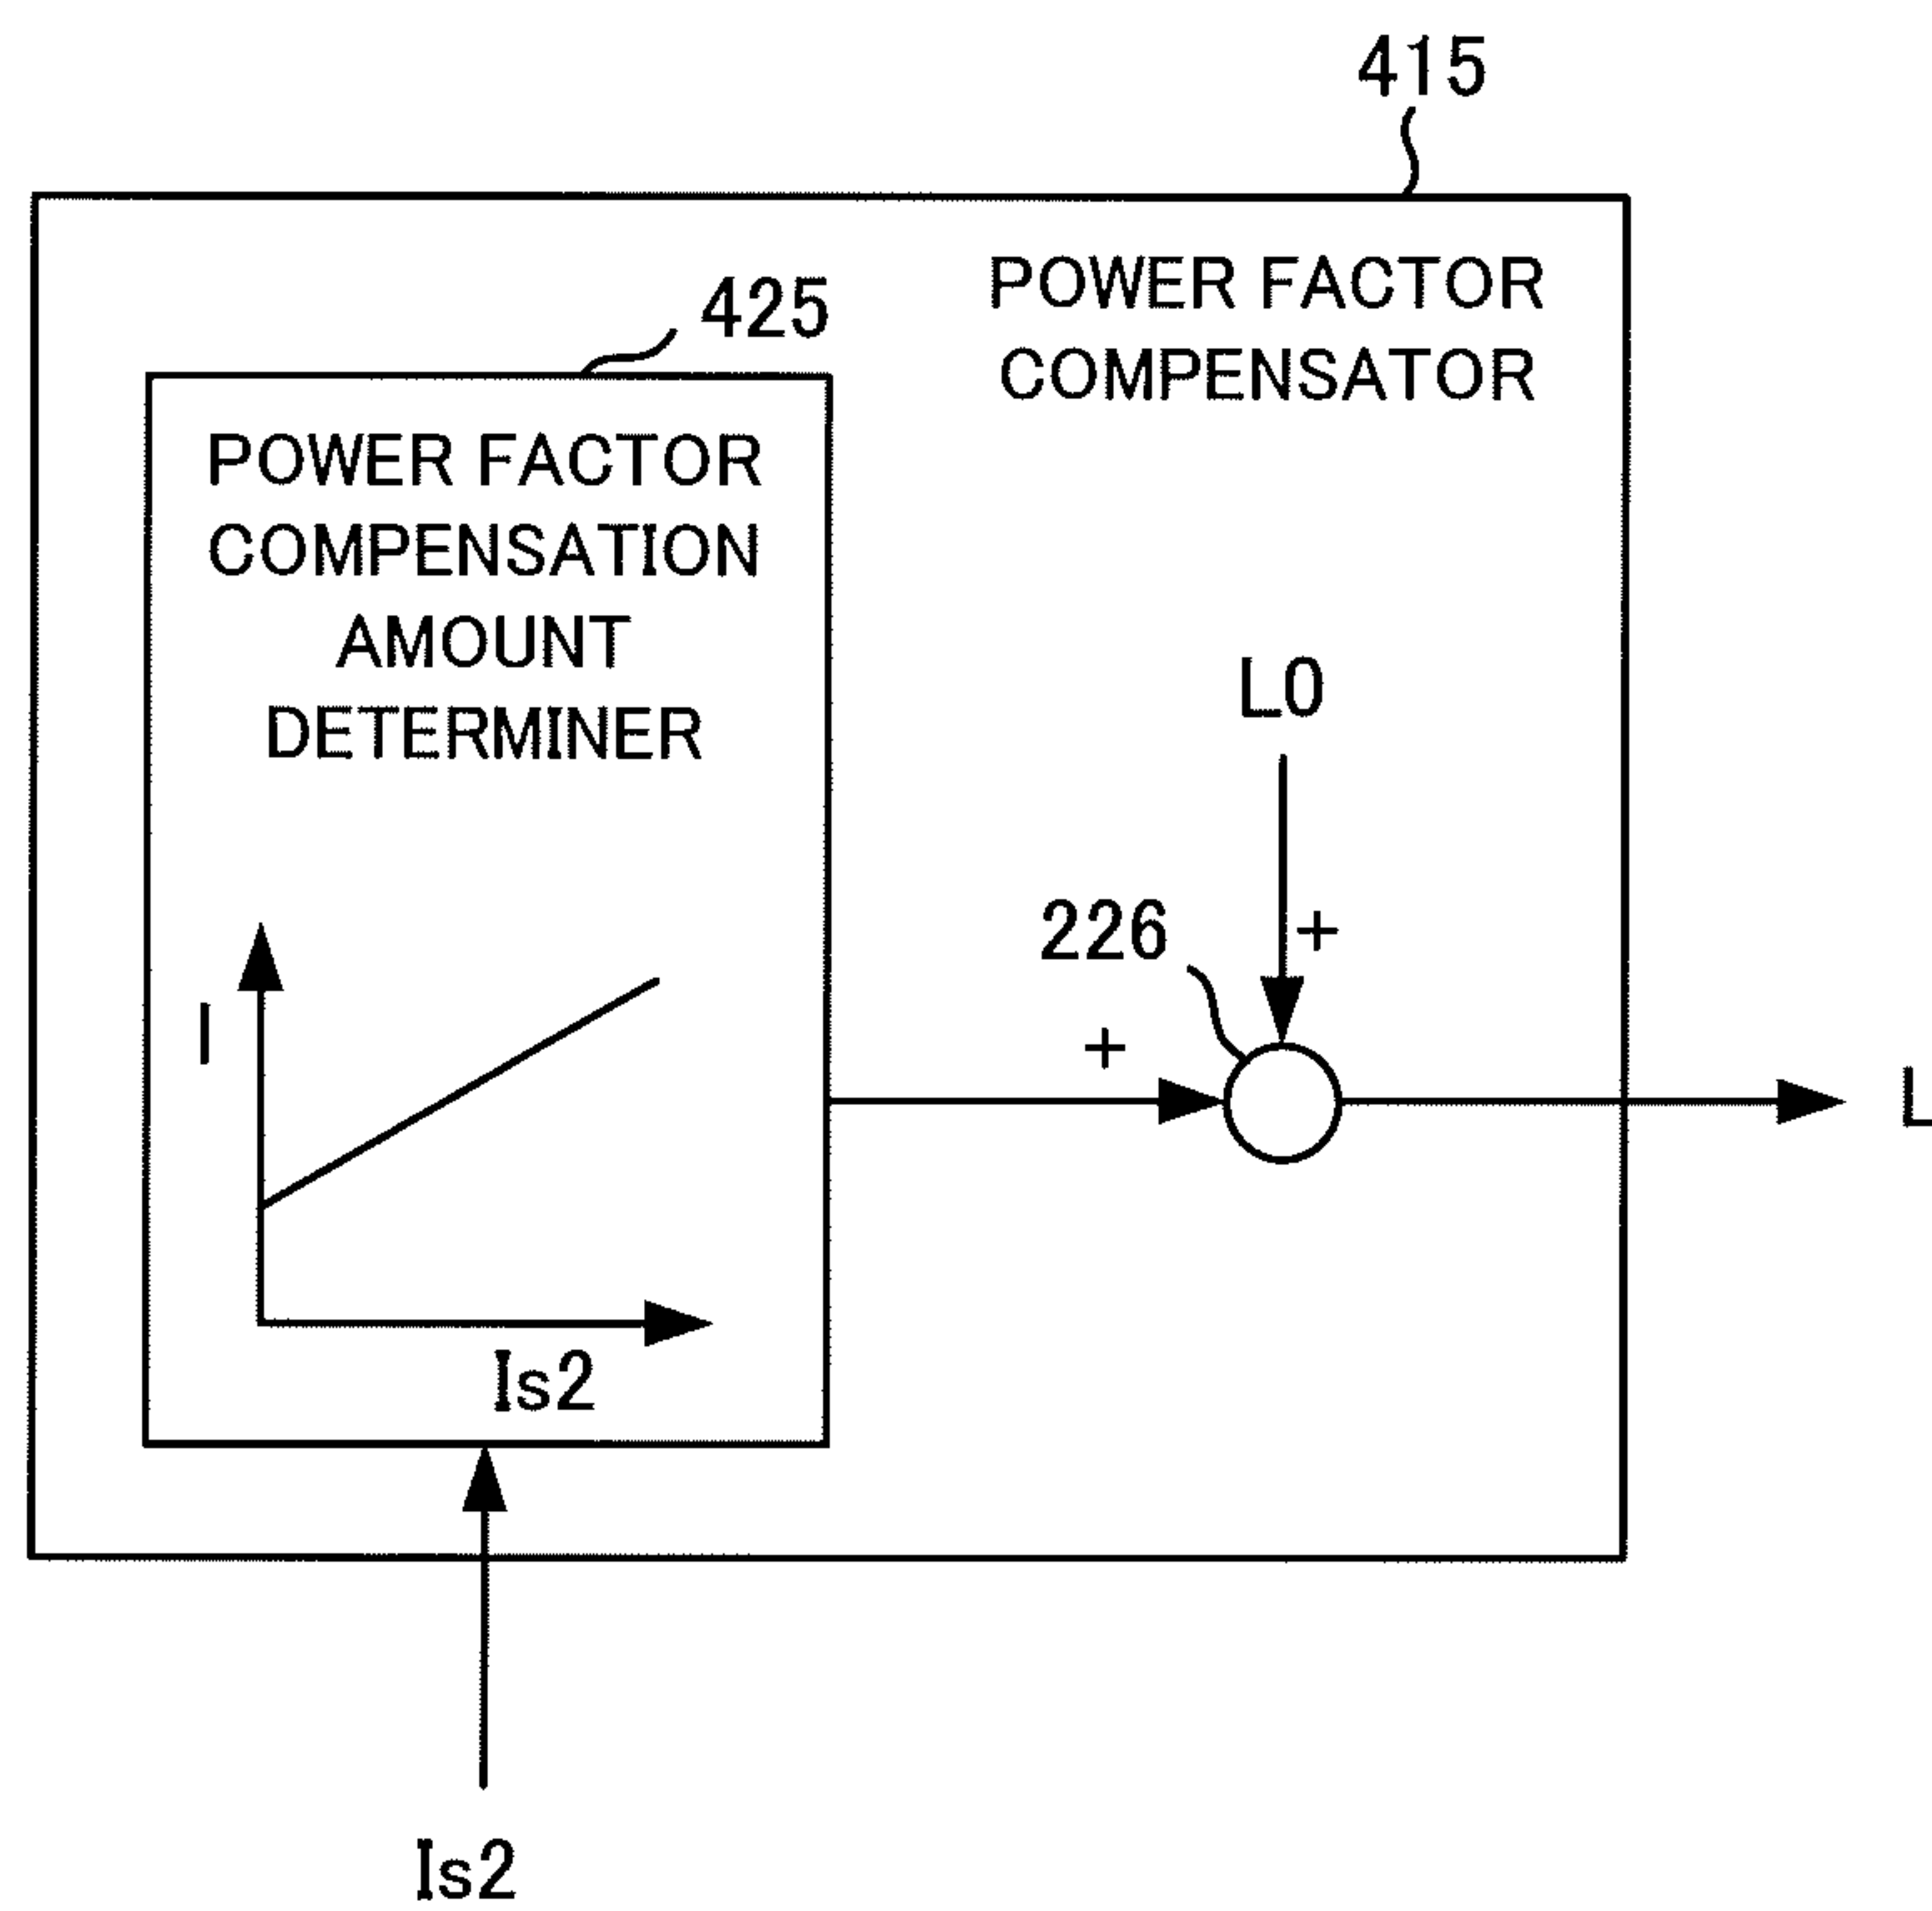 415
POWER FACTOR
COMPENSATOR
425
POWER FACTOR
COMPENSATION
AMOUNT
DETERMINER
L0
226
+
+
l
L
Is2
Is2